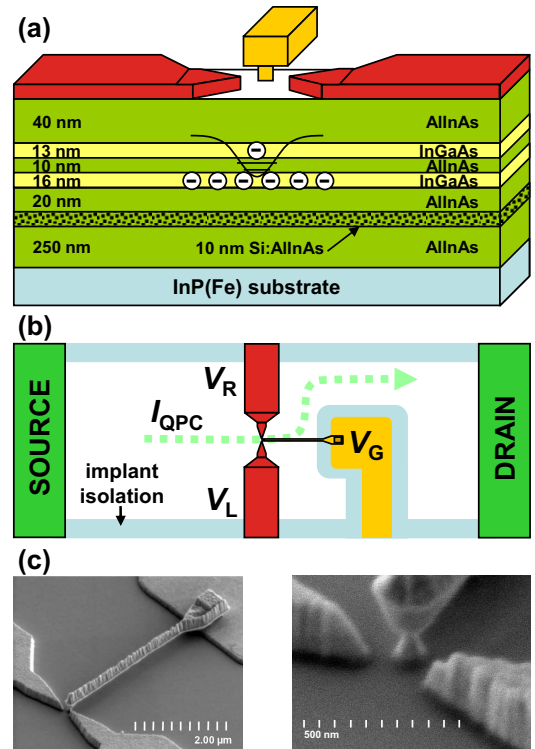 (a)
40 nm AlInAs
13 nm InGaAs
10 nm AlInAs
16 nm InGaAs
20 nm AlInAs
250 nm 10 nm Si:AlInAs AlInAs
InP(Fe) substrate
(b)
SOURCE
V_R
I_QPC
V_G
implant
isolation
V_L
DRAIN
(c)
2.00 µm
500 nm